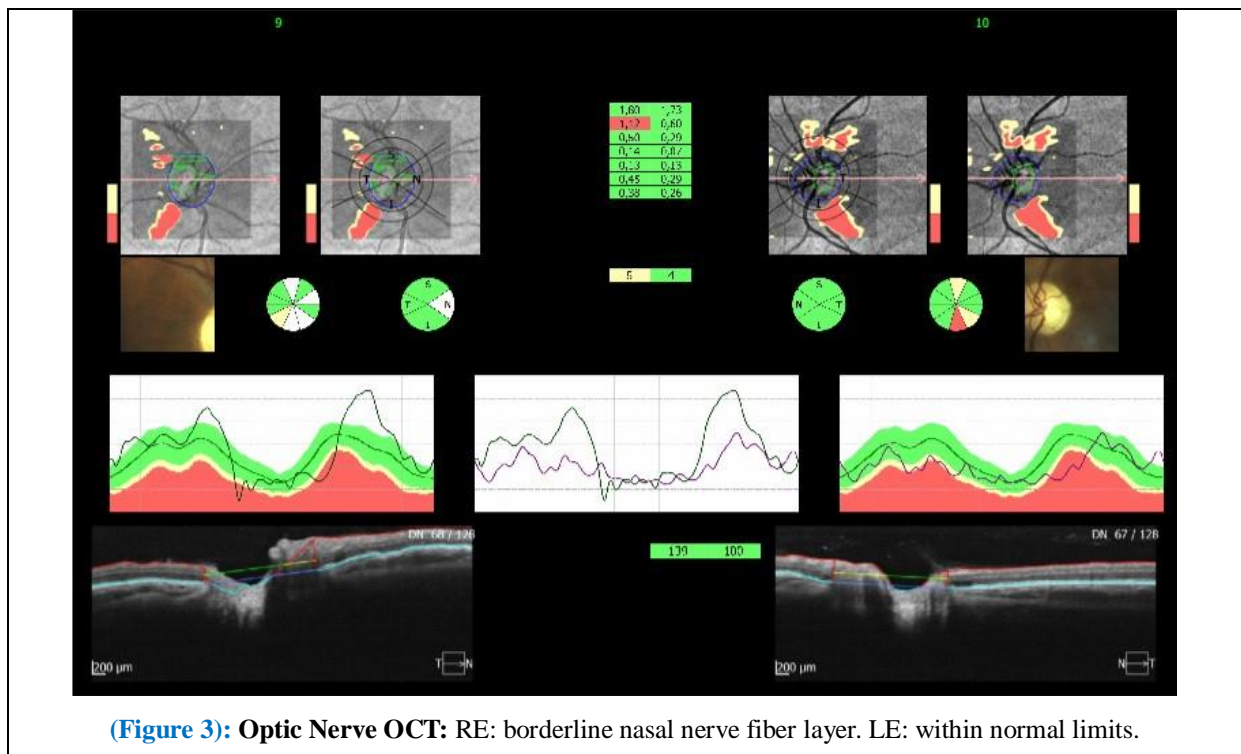 9 10
1,80 1,73
1,12 0,60
0,50 0,29
0,14 0,07
0,13 0,13
0,45 0,29
0,38 0,26
T N T
I I
5 4
S S
T N N T
I I
139 100
DN 68 / 128 DN 67 / 128
200 µm T N 200 µm N T
(Figure 3): Optic Nerve OCT: RE: borderline nasal nerve fiber layer. LE: within normal limits.